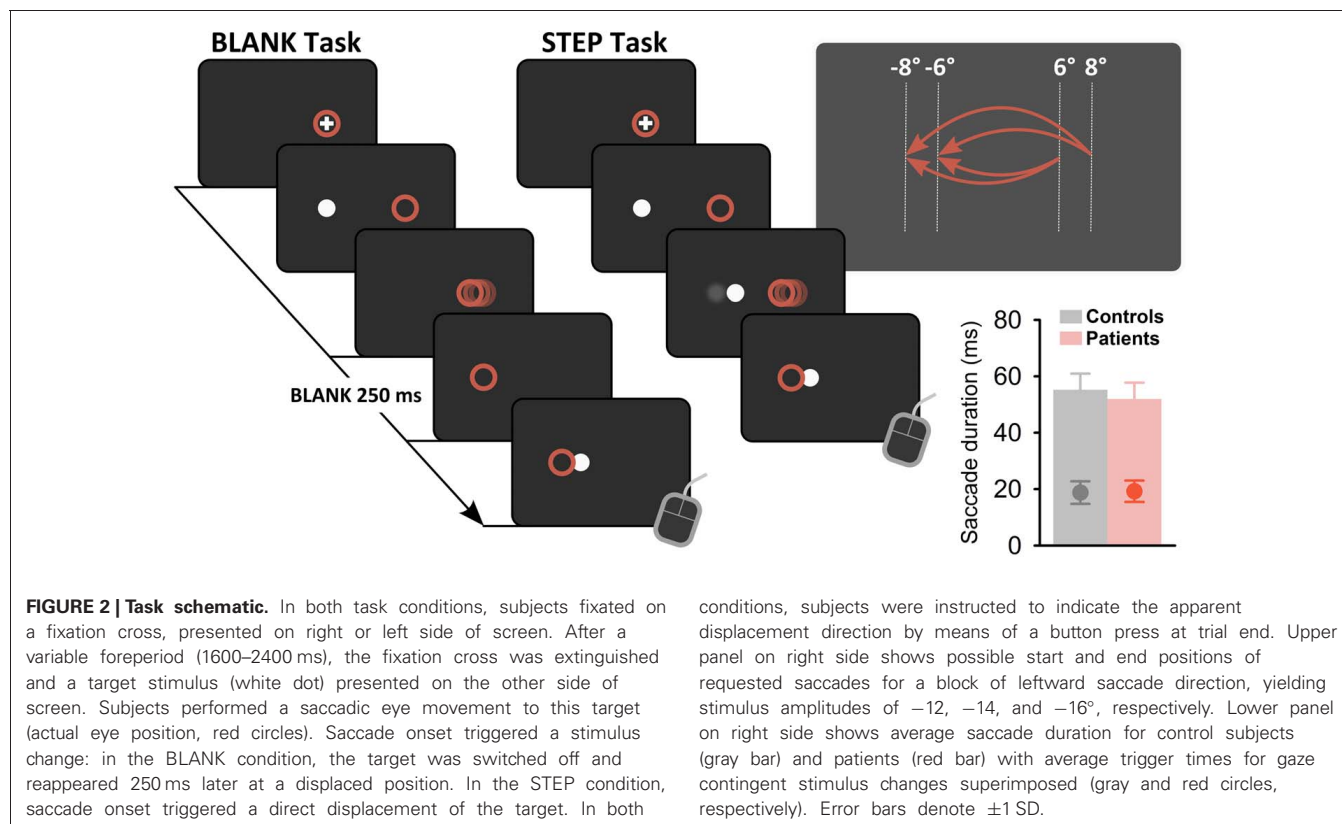 BLANK Task
STEP Task
-8° -6° 6° 8°
BLANK 250 ms
80
60
40
20
0
Saccade duration (ms)
Controls
Patients
FIGURE 2 | Task schematic. In both task conditions, subjects fixated on
a fixation cross, presented on right or left side of screen. After a
variable foreperiod (1600–2400 ms), the fixation cross was extinguished
and a target stimulus (white dot) presented on the other side of
screen. Subjects performed a saccadic eye movement to this target
(actual eye position, red circles). Saccade onset triggered a stimulus
change: in the BLANK condition, the target was switched off and
reappeared 250 ms later at a displaced position. In the STEP condition,
saccade onset triggered a direct displacement of the target. In both
conditions, subjects were instructed to indicate the apparent
displacement direction by means of a button press at trial end. Upper
panel on right side shows possible start and end positions of
requested saccades for a block of leftward saccade direction, yielding
stimulus amplitudes of −12, −14, and −16°, respectively. Lower panel
on right side shows average saccade duration for control subjects
(gray bar) and patients (red bar) with average trigger times for gaze
contingent stimulus changes superimposed (gray and red circles,
respectively). Error bars denote ±1 SD.